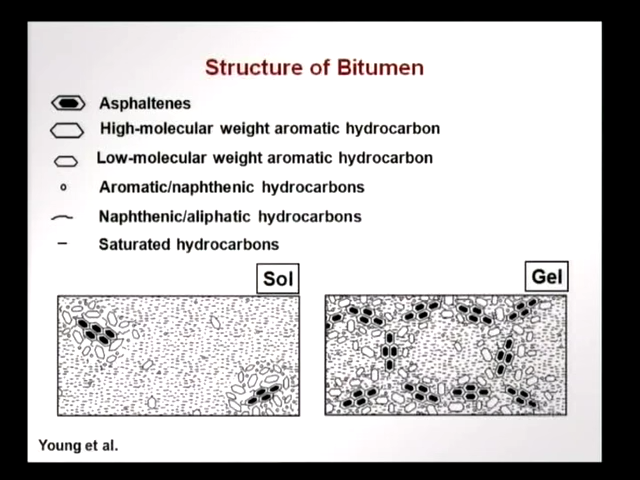 Structure of Bitumen
Asphaltenes
High-molecular weight aromatic hydrocarbon
Low-molecular weight aromatic hydrocarbon
Aromatic/naphthenic hydrocarbons
Naphthenic/aliphatic hydrocarbons
Saturated hydrocarbons
Sol
Gel
Young et al.